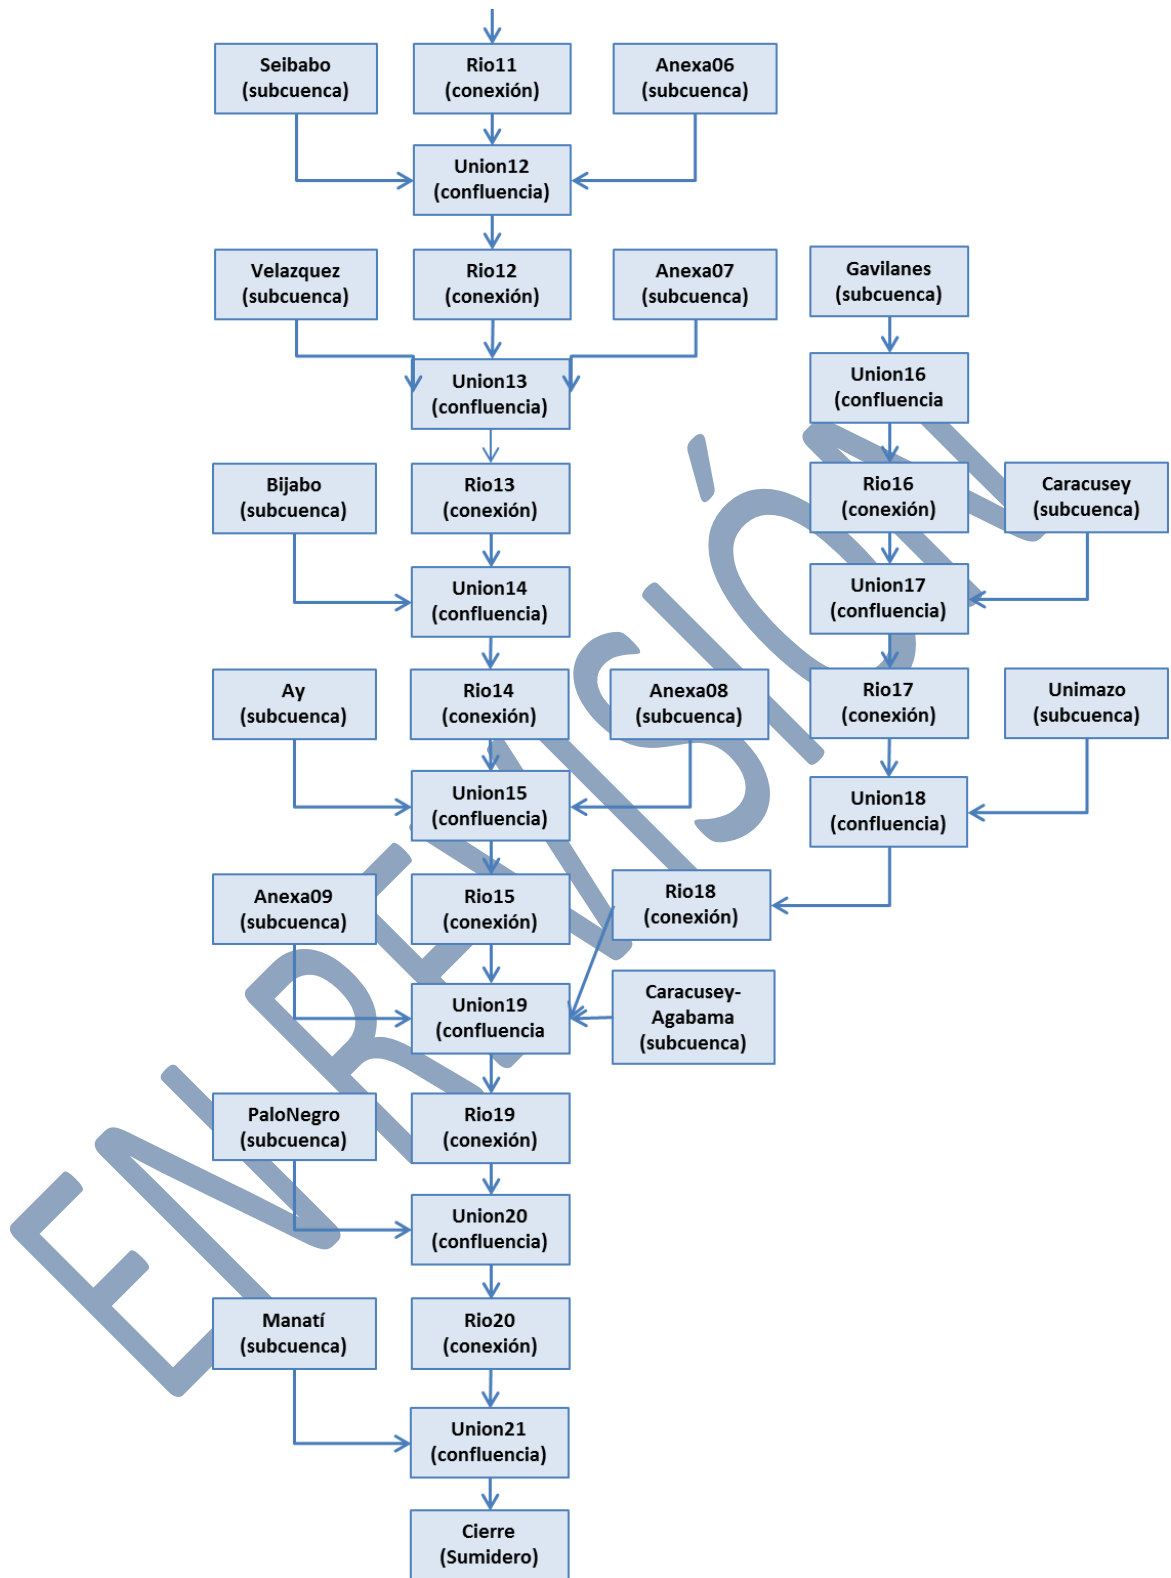 Seibabo
(subcuenca)
Rio11
(conexión)
Anexa06
(subcuenca)
Union12
(confluencia)
Velazquez
(subcuenca)
Rio12
(conexión)
Anexa07
(subcuenca)
Gavilanes
(subcuenca)
Union13
(confluencia)
Union16
(confluencia
Bijabo
(subcuenca)
Rio13
(conexión)
Rio16
(conexión)
Caracusey
(subcuenca)
Union14
(confluencia)
Union17
(confluencia)
Ay
(subcuenca)
Rio14
(conexión)
Anexa08
(subcuenca)
Rio17
(conexión)
Unimazo
(subcuenca)
Union15
(confluencia)
Union18
(confluencia)
Anexa09
(subcuenca)
Rio15
(conexión)
Rio18
(conexión)
Union19
(confluencia
Caracusey-
Agabama
(subcuenca)
PaloNegro
(subcuenca)
Rio19
(conexión)
Union20
(confluencia)
Manatí
(subcuenca)
Rio20
(conexión)
Union21
(confluencia)
Cierre
(Sumidero)
EN REVISIÓN